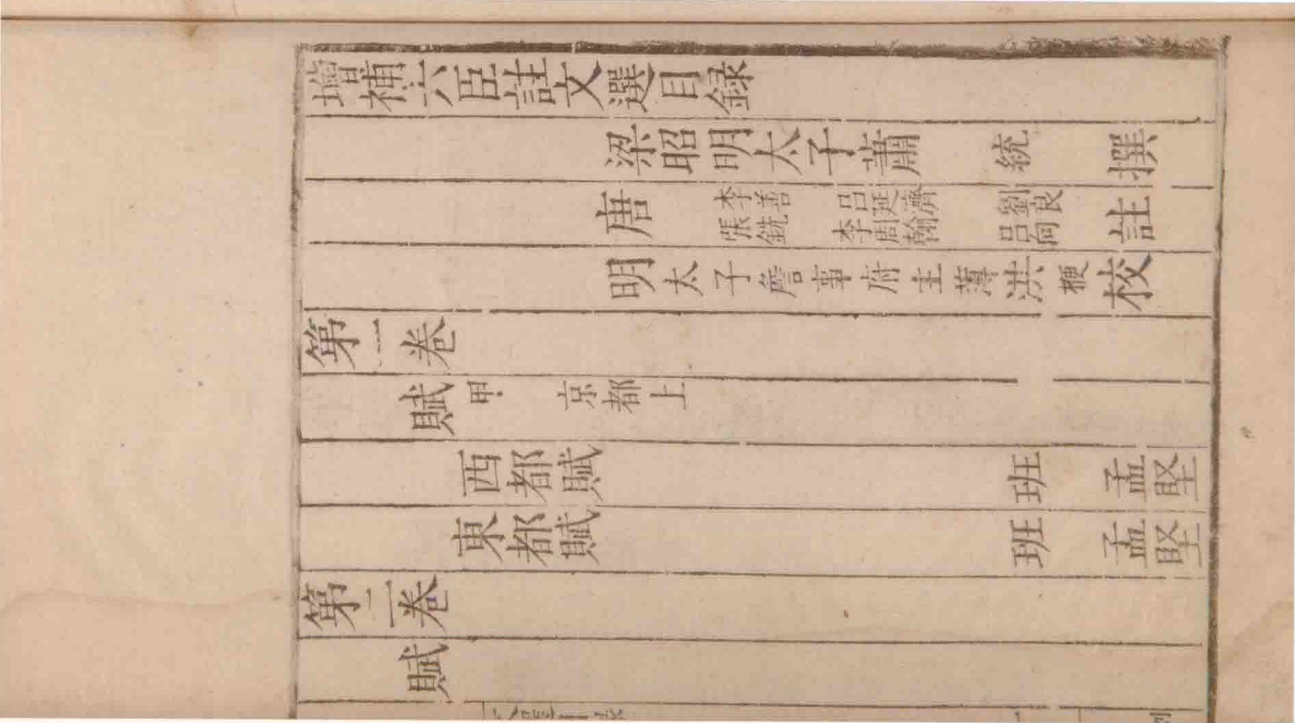 增補六臣註文選目録
梁昭明太子蕭 統 撰
唐 李善 呂延濟 劉良 張銑 李周翰 呂向 註
明太子詹事府主薄洪楩校
第一卷
賦甲 京都上
西都賦 班孟堅
東都賦 班孟堅
第二卷
賦